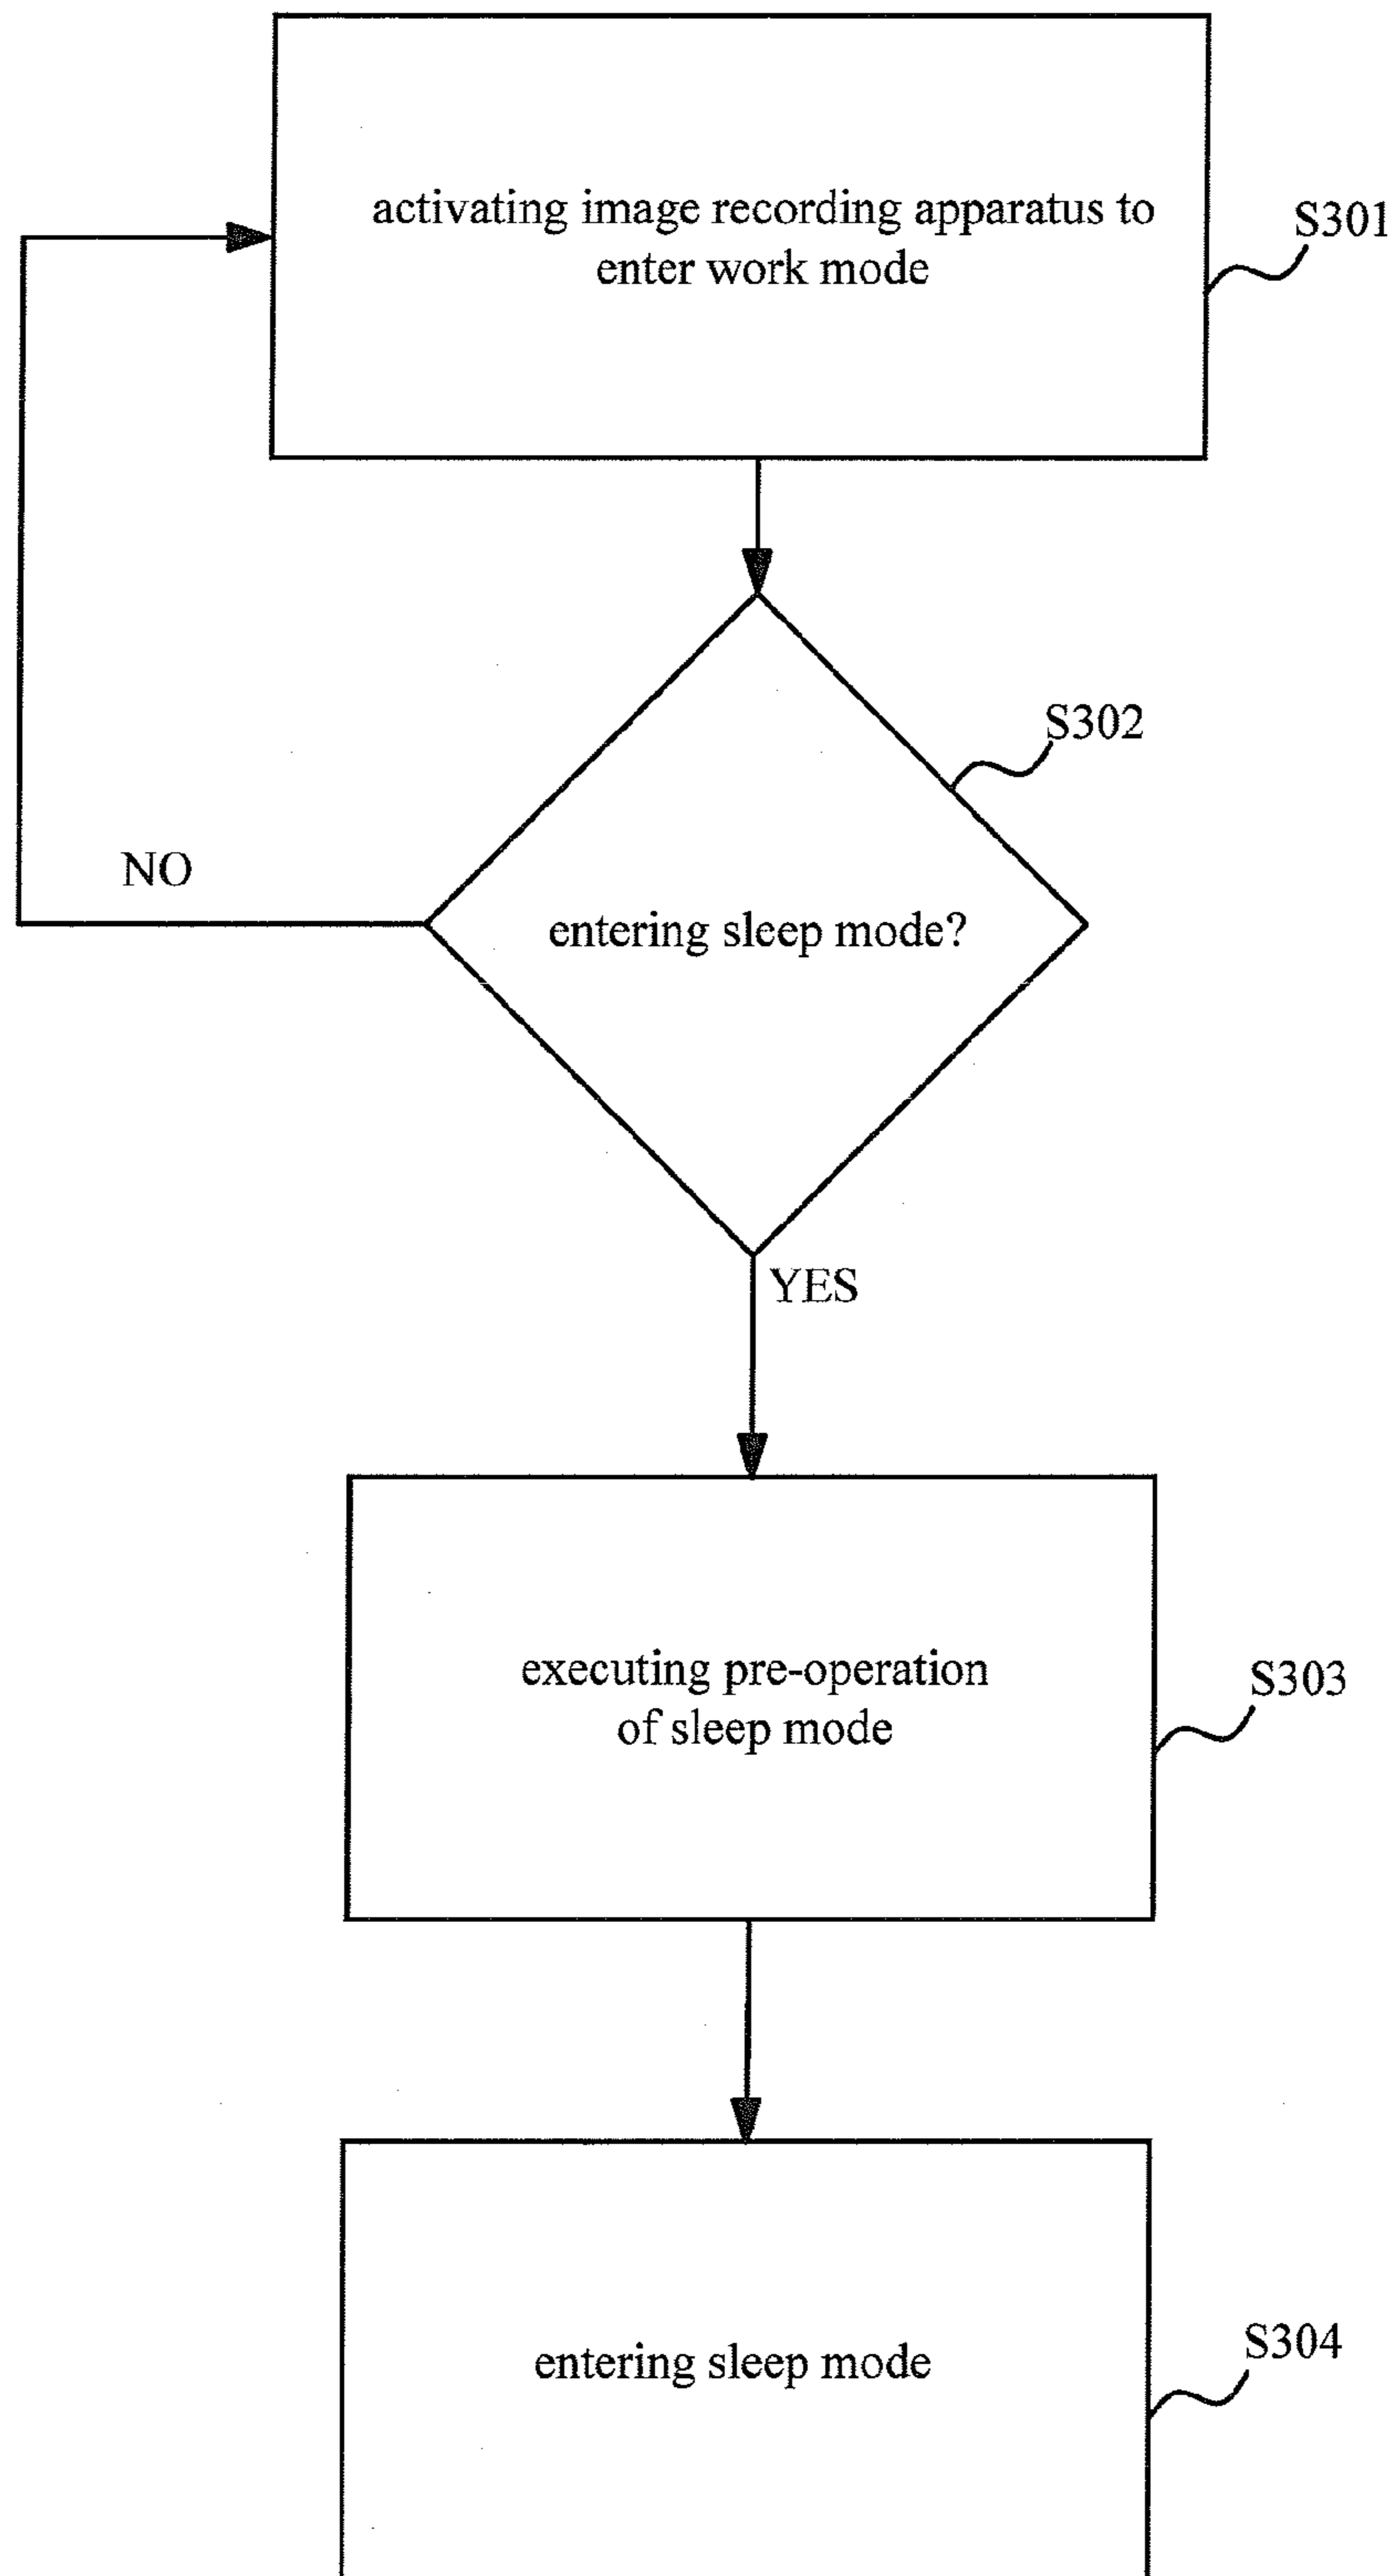 activating image recording apparatus to
enter work mode
S301
S302
entering sleep mode?
NO
YES
executing pre-operation
of sleep mode
S303
entering sleep mode
S304